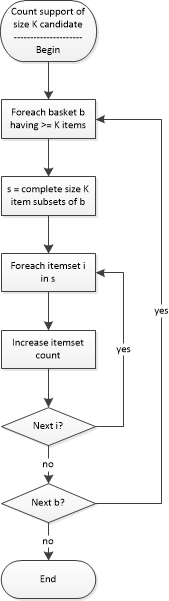 Count support of
size K candidate
----------------------
Begin
Foreach basket b
having >= K items
s = complete size K
item subsets of b
Foreach itemset i
in s
yes
yes
Increase itemset
count
Next i?
no
Next b?
no
End